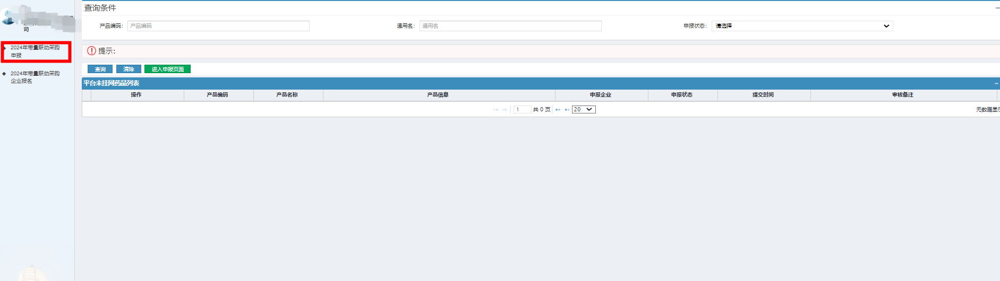 司
2024年带量联动采购
申报
2024年带量联动采购
企业报名
查询条件
产品编码： 产品编码 通用名： 通用名 申报状态： 请选择
提示：
查询 清除 进入申报页面
平台未挂网药品列表
操作 产品编码 产品名称 产品信息 申报企业 申报状态 提交时间 审核备注
1 共 0 页 20 无数据显示